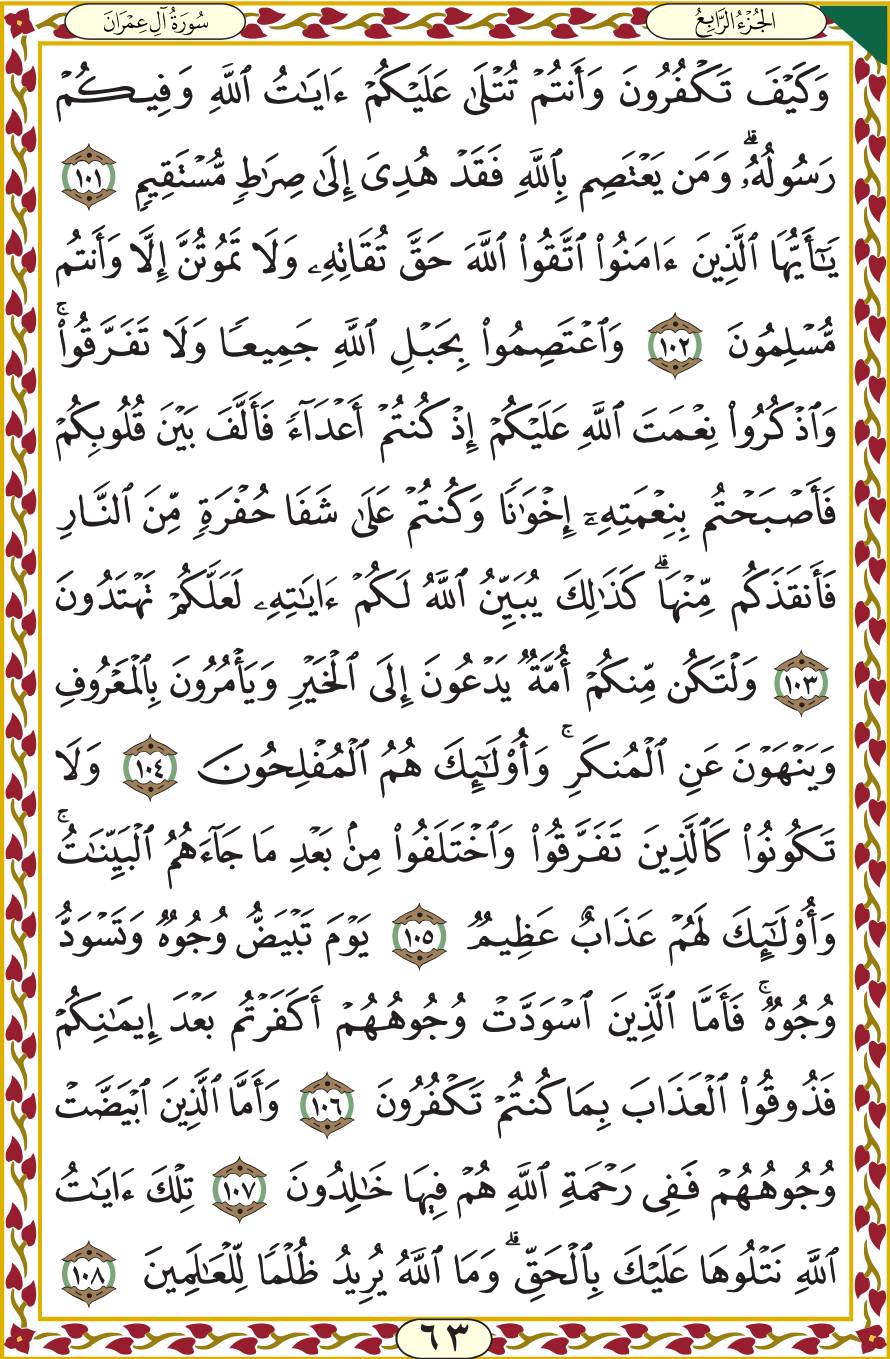 سُورَةُ آلِ عِمْرَانَ
الجُزْءُ الرَّابِعُ
وَكَيْفَ تَكْفُرُونَ وَأَنتُمْ تُتْلَىٰ عَلَيْكُمْ ءَايَـٰتُ ٱللَّهِ وَفِيكُمْ
رَسُولُهُۥ ۗ وَمَن يَعْتَصِم بِٱللَّهِ فَقَدْ هُدِىَ إِلَىٰ صِرَٰطٍ مُّسْتَقِيمٍ ١٠١
يَـٰٓأَيُّهَا ٱلَّذِينَ ءَامَنُوا۟ ٱتَّقُوا۟ ٱللَّهَ حَقَّ تُقَاتِهِۦ وَلَا تَمُوتُنَّ إِلَّا وَأَنتُم
مُّسْلِمُونَ ١٠٢ وَٱعْتَصِمُوا۟ بِحَبْلِ ٱللَّهِ جَمِيعًا وَلَا تَفَرَّقُوا۟ ۚ
وَٱذْكُرُوا۟ نِعْمَتَ ٱللَّهِ عَلَيْكُمْ إِذْ كُنتُمْ أَعْدَآءً فَأَلَّفَ بَيْنَ قُلُوبِكُمْ
فَأَصْبَحْتُم بِنِعْمَتِهِۦٓ إِخْوَٰنًا وَكُنتُمْ عَلَىٰ شَفَا حُفْرَةٍ مِّنَ ٱلنَّارِ
فَأَنقَذَكُم مِّنْهَا ۗ كَذَٰلِكَ يُبَيِّنُ ٱللَّهُ لَكُمْ ءَايَـٰتِهِۦ لَعَلَّكُمْ تَهْتَدُونَ
١٠٣ وَلْتَكُن مِّنكُمْ أُمَّةٌ يَدْعُونَ إِلَى ٱلْخَيْرِ وَيَأْمُرُونَ بِٱلْمَعْرُوفِ
وَيَنْهَوْنَ عَنِ ٱلْمُنكَرِ ۚ وَأُو۟لَـٰٓئِكَ هُمُ ٱلْمُفْلِحُونَ ١٠٤ وَلَا
تَكُونُوا۟ كَٱلَّذِينَ تَفَرَّقُوا۟ وَٱخْتَلَفُوا۟ مِنۢ بَعْدِ مَا جَآءَهُمُ ٱلْبَيِّنَـٰتُ ۚ
وَأُو۟لَـٰٓئِكَ لَهُمْ عَذَابٌ عَظِيمٌ ١٠٥ يَوْمَ تَبْيَضُّ وُجُوهٌ وَتَسْوَدُّ
وُجُوهٌ ۚ فَأَمَّا ٱلَّذِينَ ٱسْوَدَّتْ وُجُوهُهُمْ أَكَفَرْتُم بَعْدَ إِيمَـٰنِكُمْ
فَذُوقُوا۟ ٱلْعَذَابَ بِمَا كُنتُمْ تَكْفُرُونَ ١٠٦ وَأَمَّا ٱلَّذِينَ ٱبْيَضَّتْ
وُجُوهُهُمْ فَفِى رَحْمَةِ ٱللَّهِ هُمْ فِيهَا خَـٰلِدُونَ ١٠٧ تِلْكَ ءَايَـٰتُ
ٱللَّهِ نَتْلُوهَا عَلَيْكَ بِٱلْحَقِّ ۗ وَمَا ٱللَّهُ يُرِيدُ ظُلْمًا لِّلْعَـٰلَمِينَ ١٠٨
٦٣